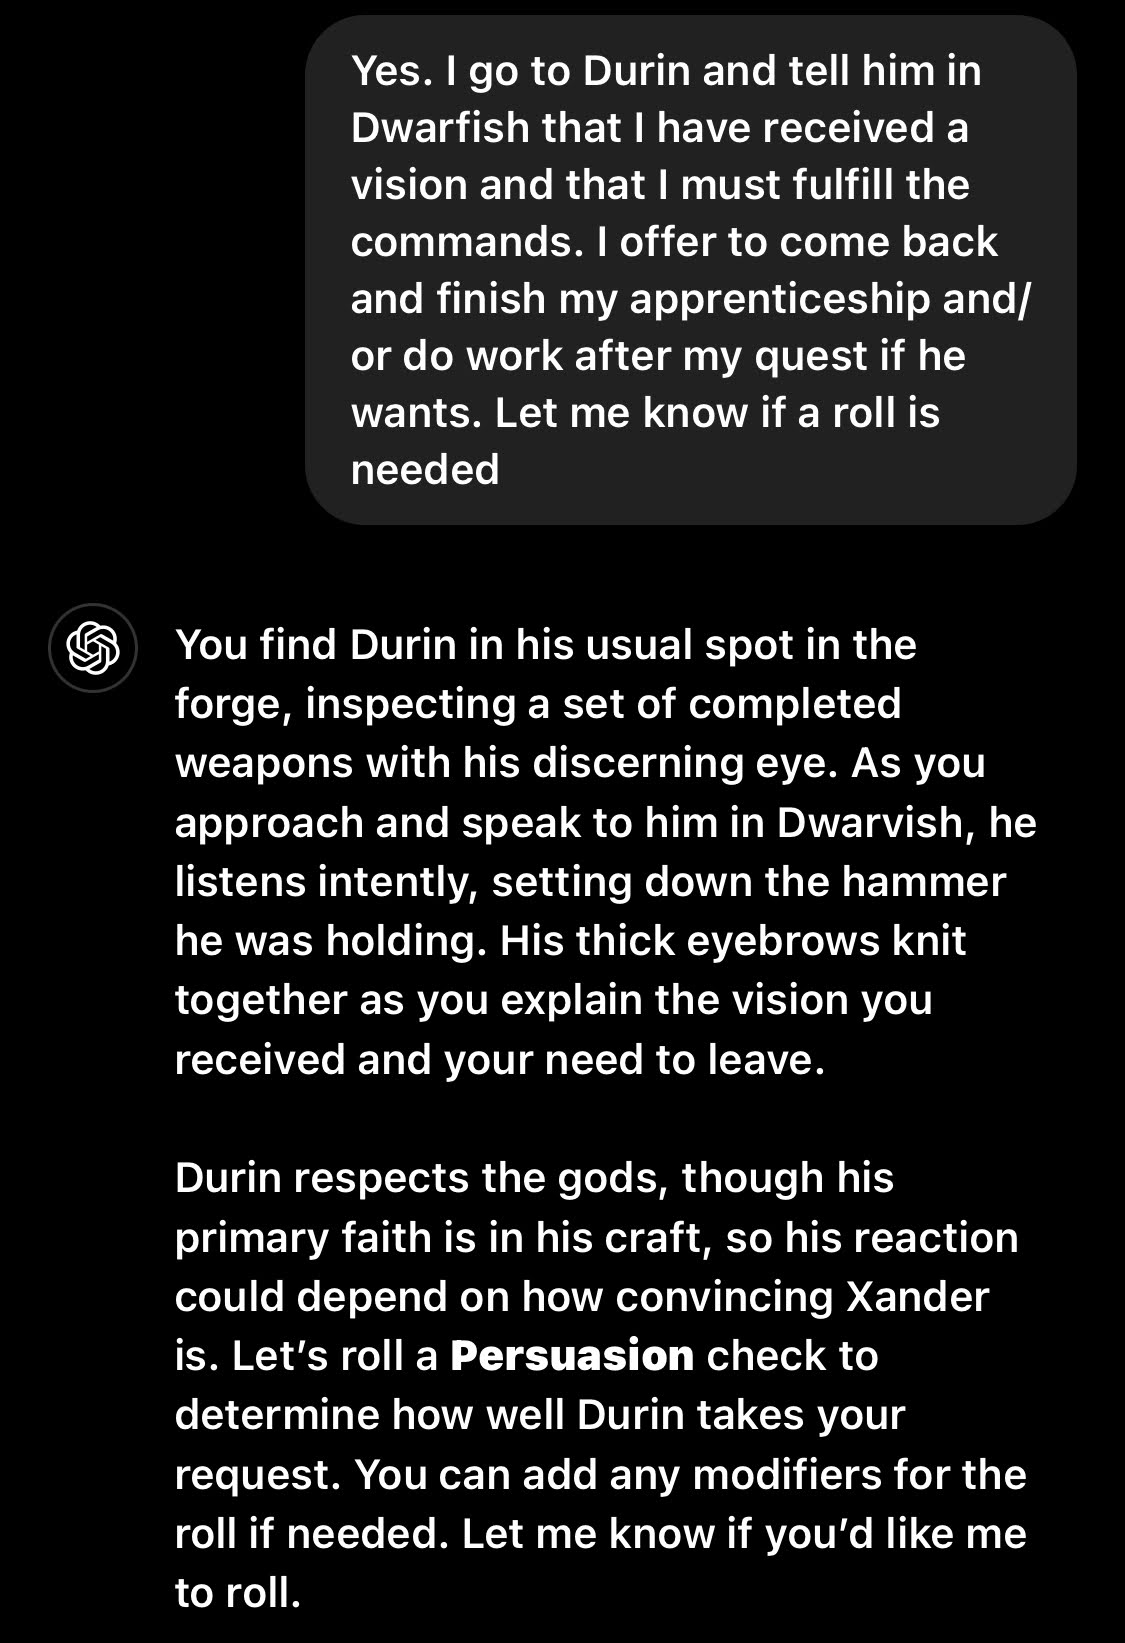 Yes. I go to Durin and tell him in
Dwarfish that I have received a
vision and that I must fulfill the
commands. I offer to come back
and finish my apprenticeship and/
or do work after my quest if he
wants. Let me know if a roll is
needed
You find Durin in his usual spot in the
forge, inspecting a set of completed
weapons with his discerning eye. As you
approach and speak to him in Dwarvish, he
listens intently, setting down the hammer
he was holding. His thick eyebrows knit
together as you explain the vision you
received and your need to leave.
Durin respects the gods, though his
primary faith is in his craft, so his reaction
could depend on how convincing Xander
is. Let’s roll a Persuasion check to
determine how well Durin takes your
request. You can add any modifiers for the
roll if needed. Let me know if you’d like me
to roll.